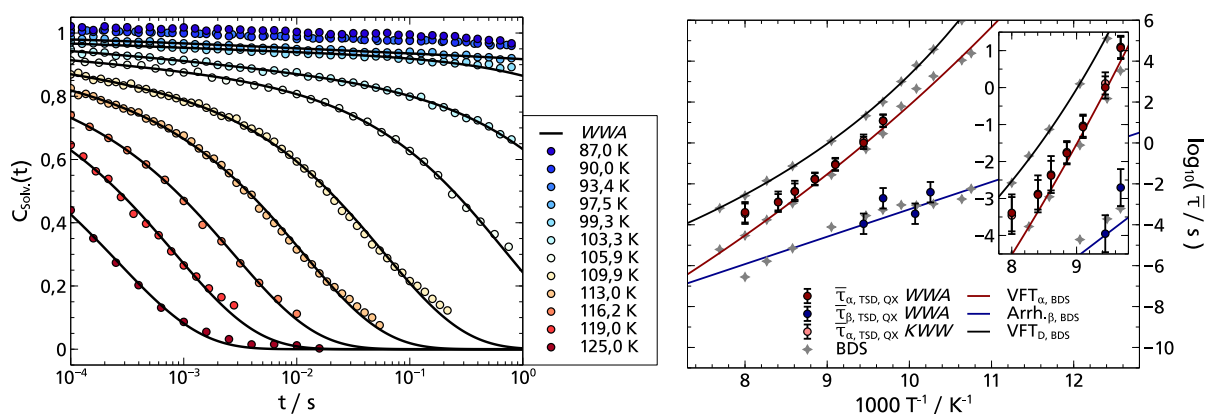 1
0,8
0,6
0,4
0,2
0
C_Solv.(t)
10⁻⁴ 10⁻³ 10⁻² 10⁻¹ 10⁰
t / s
WWA
87,0 K
90,0 K
93,4 K
97,5 K
99,3 K
103,3 K
105,9 K
109,9 K
113,0 K
116,2 K
119,0 K
125,0 K
1
0
-1
-2
-3
-4
8 9
6
4
2
0
-2
-4
-6
-8
-10
log₁₀(τ̅ / s)
τ̅_α, TSD, QX WWA
τ̅_β, TSD, QX WWA
τ̅_α, TSD, QX KWW
BDS
VFT_α, BDS
Arrh._β, BDS
VFT_D, BDS
8 9 10 11 12
1000 T⁻¹ / K⁻¹